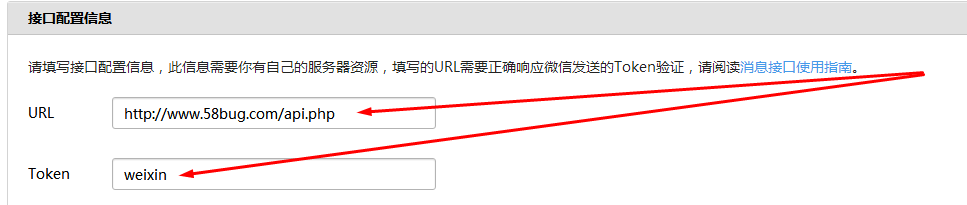 接口配置信息
请填写接口配置信息，此信息需要你有自己的服务器资源，填写的URL需要正确响应微信发送的Token验证，请阅读消息接口使用指南。
URL http://www.58bug.com/api.php
Token weixin